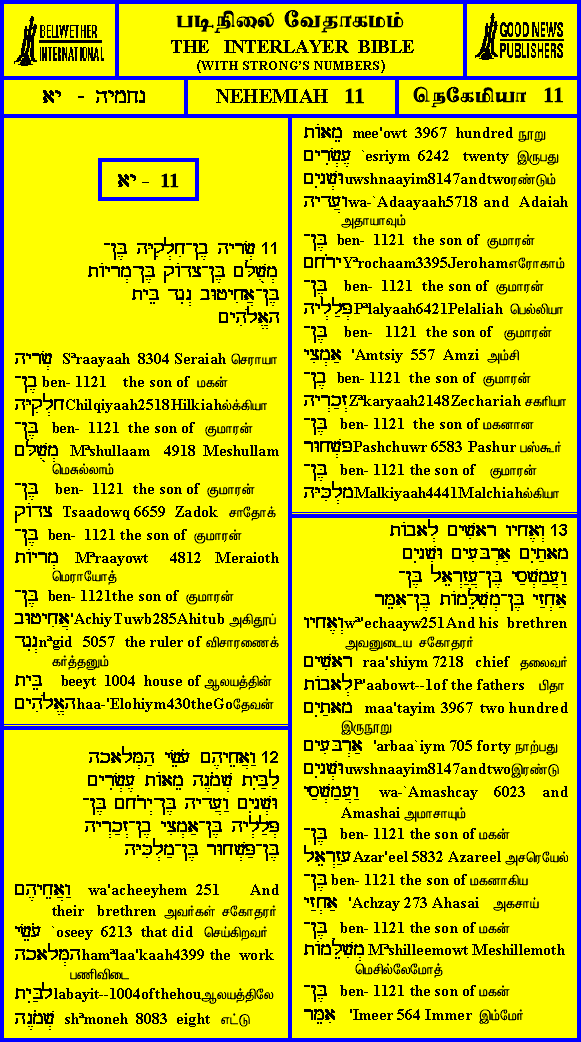 BELLWETHER
INTERNATIONAL
படிநிலை வேதாகமம்
THE INTERLAYER BIBLE
(WITH STRONG'S NUMBERS)
GOOD NEWS
PUBLISHERS
נחמיה - יא
NEHEMIAH 11
நெகேமியா 11
יא - 11
11 שְׂרָיָה בֶן־חִלְקִיָּה בֶּן־
מְשֻׁלָּם בֶּן־צָדוֹק בֶּן־מְרָיוֹת
בֶּן־אֲחִיטוּב נְגִד בֵּית
הָאֱלֹהִים
שְׂרָיָה Sªraayaah 8304 Seraiah செராயா
בֶן־ ben- 1121 the son of மகன்
חִלְקִיָּה Chilqiyaah2518Hilkiahல்க்கியா
בֶּן־ ben- 1121 the son of குமாரன்
מְשֻׁלָּם Mªshullaam 4918 Meshullam
மெசுல்லாம்
בֶּן־ ben- 1121 the son of குமாரன்
צָדוֹק Tsaadowq 6659 Zadok சாதோக்
בֶּן־ ben- 1121 the son of குமாரன்
מְרָיוֹת Mªraayowt 4812 Meraioth
மெராயோத்
בֶּן־ ben- 1121the son of குமாரன்
אֲחִיטוּב 'AchiyTuwb285Ahitub அகிதூப்
נְגִד nªgid 5057 the ruler of விசாரணைக்
கர்த்தனும்
בֵּית beeyt 1004 house of ஆலயத்தின்
הָאֱלֹהִים haa-'Elohiym430theGoதேவன்
12 וַאֲחֵיהֶם עֹשֵׂי הַמְּלָאכָה
לַבַּיִת שְׁמֹנֶה מֵאוֹת עֶשְׂרִים
וּשְׁנָיִם וַעֲדָיָה בֶּן־יְרֹחָם בֶּן־
פְּלַלְיָה בֶּן־אַמְצִי בֶן־זְכַרְיָה
בֶּן־פַּשְׁחוּר בֶּן־מַלְכִּיָּה
וַאֲחֵיהֶם wa'acheeyhem 251 And
their brethren அவர்கள் சகோதரர்
עֹשֵׂי `oseey 6213 that did செய்கிறவர்
הַמְּלָאכָה hamªlaa'kaah4399 the work
பணிவிடை
לַבַּיִת labayit--1004ofthehouஆலயத்திலே
שְׁמֹנֶה shªmoneh 8083 eight எட்டு
מֵאוֹת mee'owt 3967 hundred நூறு
עֶשְׂרִים `esriym 6242 twenty இருபது
וּשְׁנָיִם uwshnaayim8147andtwoரண்டும்
וַעֲדָיָה wa-`Adaayaah5718 and Adaiah
அதாயாவும்
בֶּן־ ben- 1121 the son of குமாரன்
יְרֹחָם Yªrochaam3395Jerohamஎரோகாம்
בֶּן־ ben- 1121 the son of குமாரன்
פְּלַלְיָה Pªlalyaah6421Pelaliah பெல்லியா
בֶּן־ ben- 1121 the son of குமாரன்
אַמְצִי 'Amtsiy 557 Amzi அம்சி
בֶן־ ben- 1121 the son of குமாரன்
זְכַרְיָה Zªkaryaah2148Zechariah சகரியா
בֶּן־ ben- 1121 the son of மகனான
פַּשְׁחוּר Pashchuwr 6583 Pashur பஸ்கூர்
בֶּן־ ben- 1121 the son of குமாரன்
מַלְכִּיָּה Malkiyaah4441Malchiahல்கியா
13 וְאֶחָיו רָאשִׁים לְאָבוֹת
מָאתַיִם אַרְבָּעִים וּשְׁנָיִם
וַעֲמַשְׁסַי בֶּן־עֲזַרְאֵל בֶּן־
אַחְזַי בֶּן־מְשִׁלֵּמוֹת בֶּן־אִמֵּר
וְאֶחָיו wª'echaayw251And his brethren
அவனுடைய சகோதரர்
רָאשִׁים raa'shiym 7218 chief தலைவர்
לְאָבוֹת lª'aabowt--1of the fathers பிதா
מָאתַיִם maa'tayim 3967 two hundred
இருநூறு
אַרְבָּעִים 'arbaa`iym 705 forty நாற்பது
וּשְׁנָיִם uwshnaayim8147andtwoஇரண்டு
וַעֲמַשְׁסַי wa-`Amashcay 6023 and
Amashai அமாசாயும்
בֶּן־ ben- 1121 the son of மகன்
עֲזַרְאֵל Azar'eel 5832 Azareel அசரெயேல்
בֶּן־ ben- 1121 the son of மகனாகிய
אַחְזַי 'Achzay 273 Ahasai அகசாய்
בֶּן־ ben- 1121 the son of மகன்
מְשִׁלֵּמוֹת Mªshilleemowt Meshillemoth
மெசில்லேமோத்
בֶּן־ ben- 1121 the son of மகன்
אִמֵּר 'Imeer 564 Immer இம்மேர்